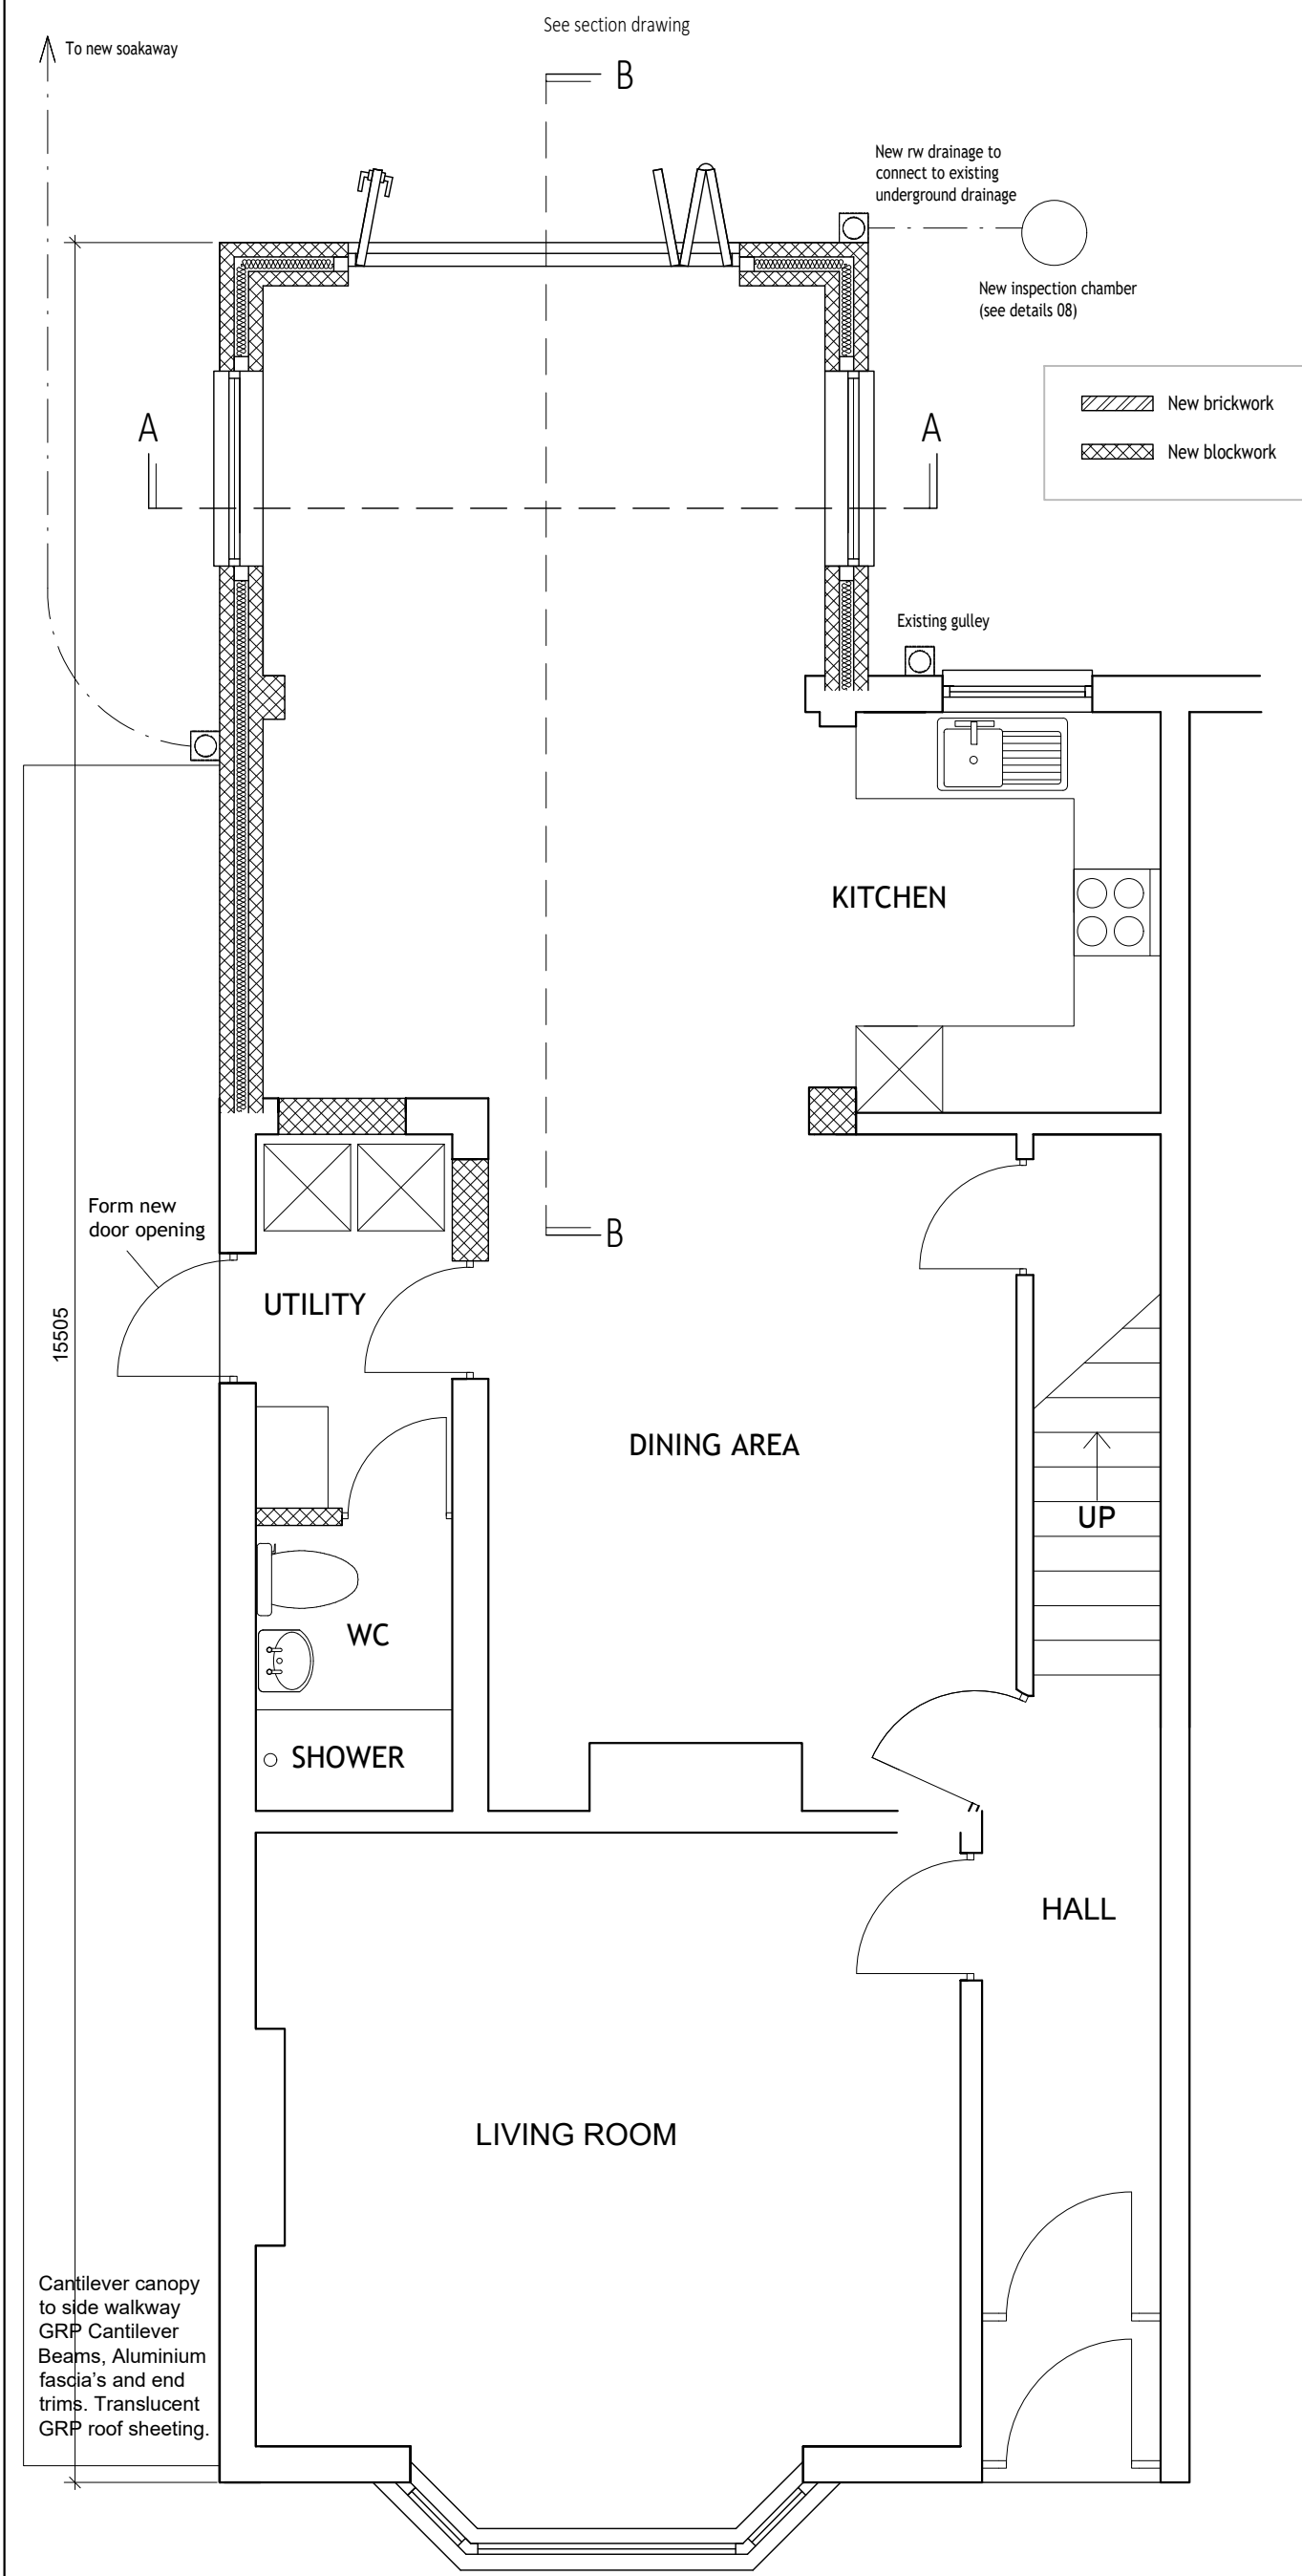 See section drawing
To new soakaway
B
New rw drainage to
connect to existing
underground drainage
New inspection chamber
(see details 08)
New brickwork
A
A
New blockwork
Existing gulley
KITCHEN
Form new
door opening
B
UTILITY
15505
DINING AREA
UP
WC
SHOWER
HALL
LIVING ROOM
Cantilever canopy
to side walkway
GRP Cantilever
Beams, Aluminium
fascia's and end
trims. Translucent
GRP roof sheeting.